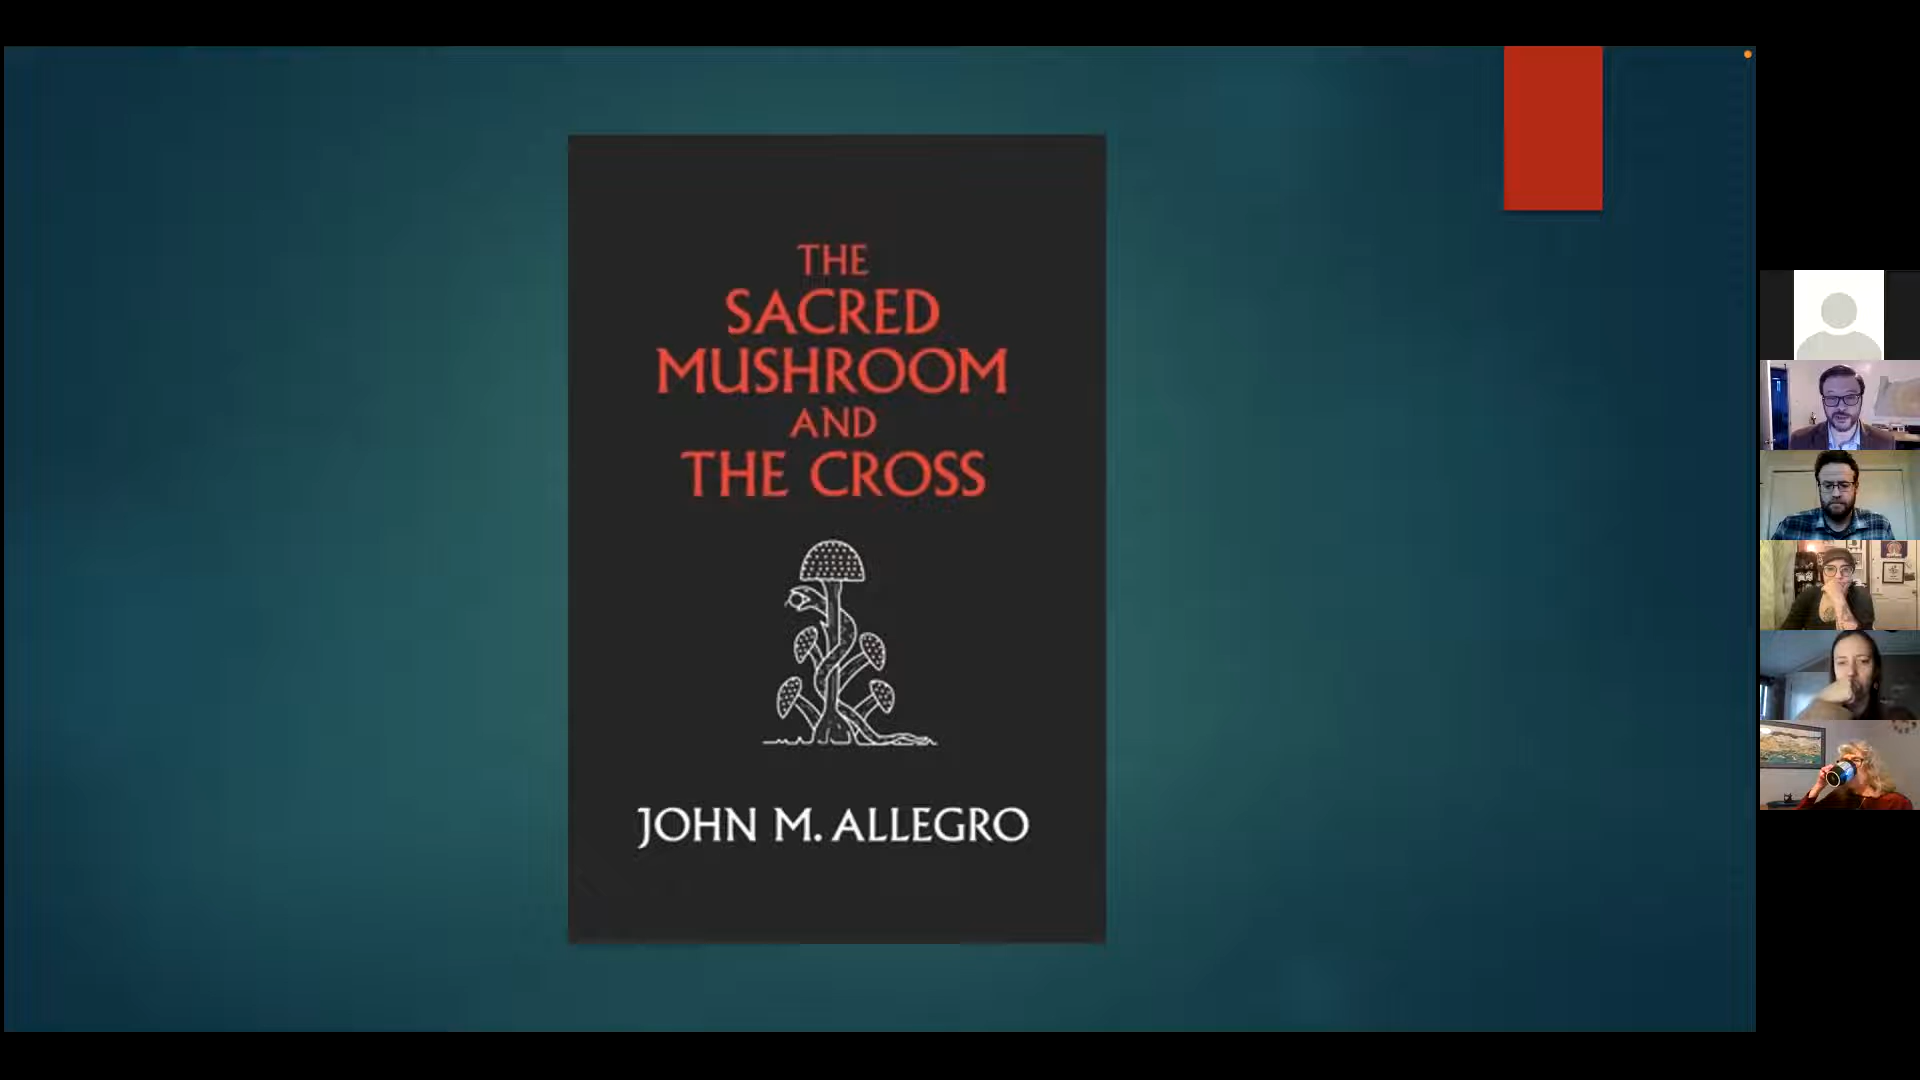 THE
SACRED
MUSHROOM
AND
THE CROSS
JOHN M. ALLEGRO